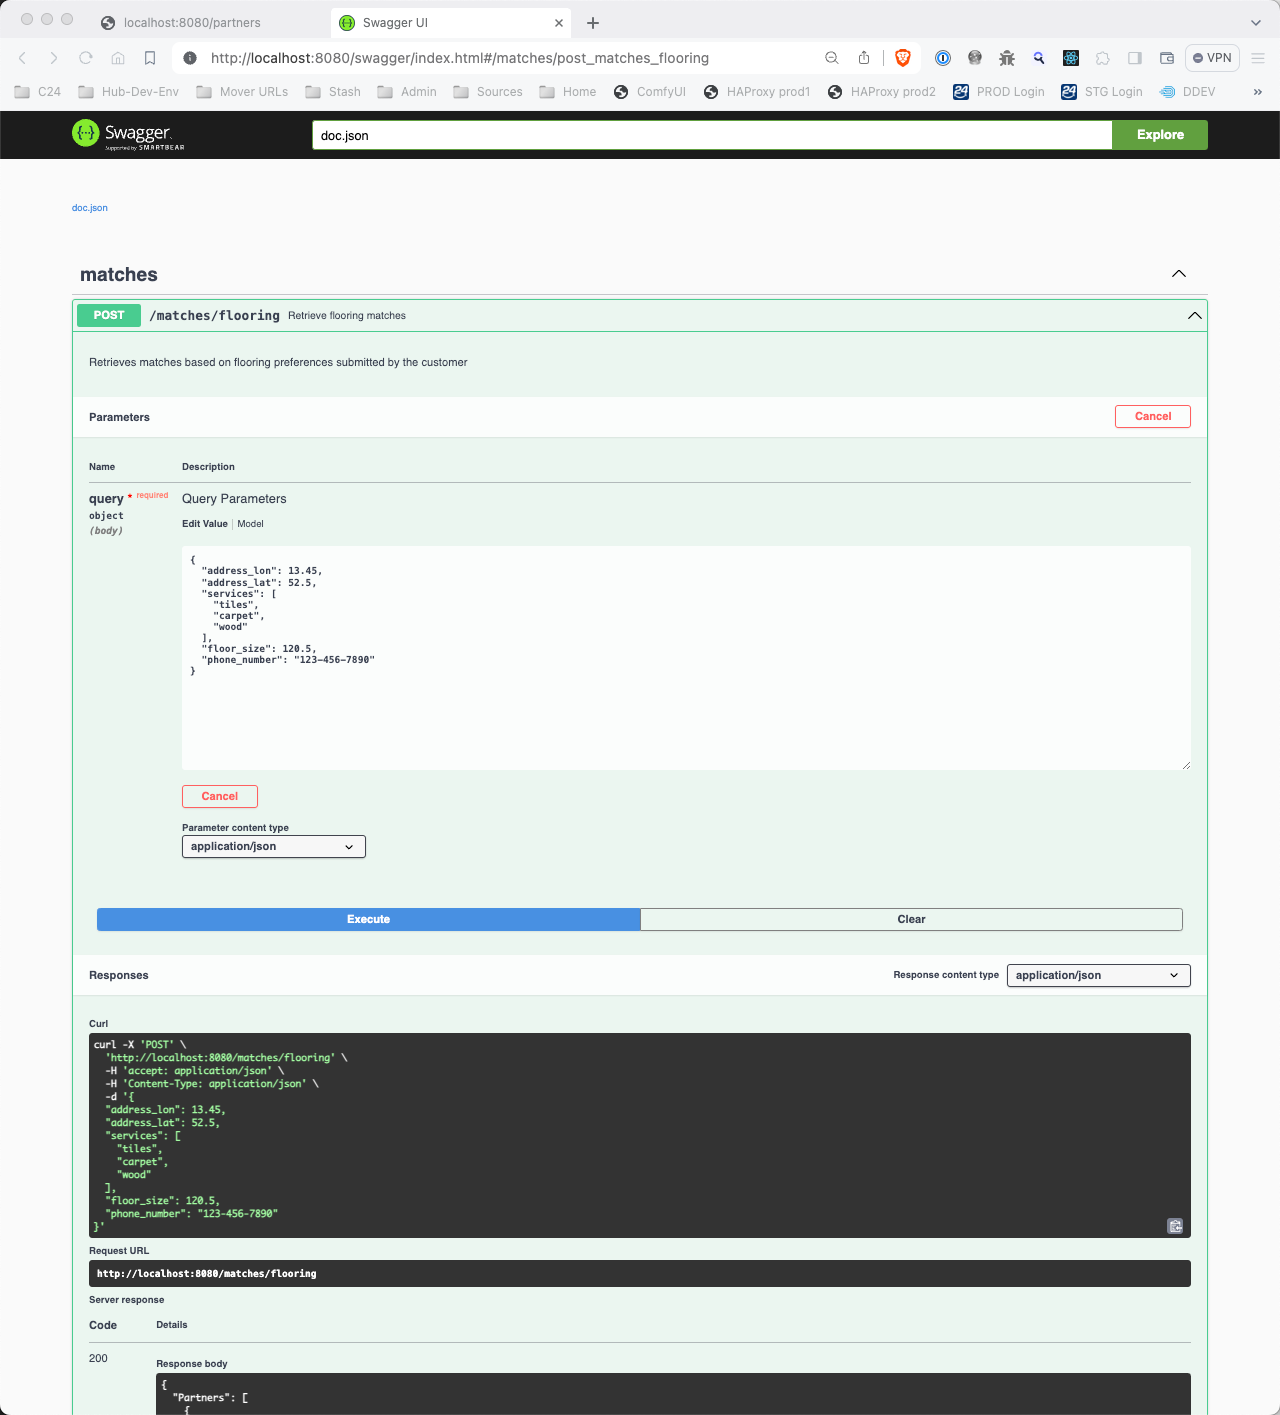 localhost:8080/partners
Swagger UI
http://localhost:8080/swagger/index.html#/matches/post_matches_flooring
VPN
C24 Hub-Dev-Env Mover URLs Stash Admin Sources Home ComfyUI HAProxy prod1 HAProxy prod2 24 PROD Login 24 STG Login DDEV »
{··} Swagger.
Supported by SMARTBEAR
doc.json
Explore
doc.json
matches
POST /matches/flooring Retrieve flooring matches
Retrieves matches based on flooring preferences submitted by the customer
Parameters
Cancel
Name Description
query * required
object
(body)
Query Parameters
Edit Value | Model
{
  "address_lon": 13.45,
  "address_lat": 52.5,
  "services": [
    "tiles",
    "carpet",
    "wood"
  ],
  "floor_size": 120.5,
  "phone_number": "123-456-7890"
}
Cancel
Parameter content type
application/json
Execute
Clear
Responses
Response content type
application/json
Curl
curl -X 'POST' \
  'http://localhost:8080/matches/flooring' \
  -H 'accept: application/json' \
  -H 'Content-Type: application/json' \
  -d '{
  "address_lon": 13.45,
  "address_lat": 52.5,
  "services": [
    "tiles",
    "carpet",
    "wood"
  ],
  "floor_size": 120.5,
  "phone_number": "123-456-7890"
}'
Request URL
http://localhost:8080/matches/flooring
Server response
Code Details
200
Response body
{
  "Partners": [
    {